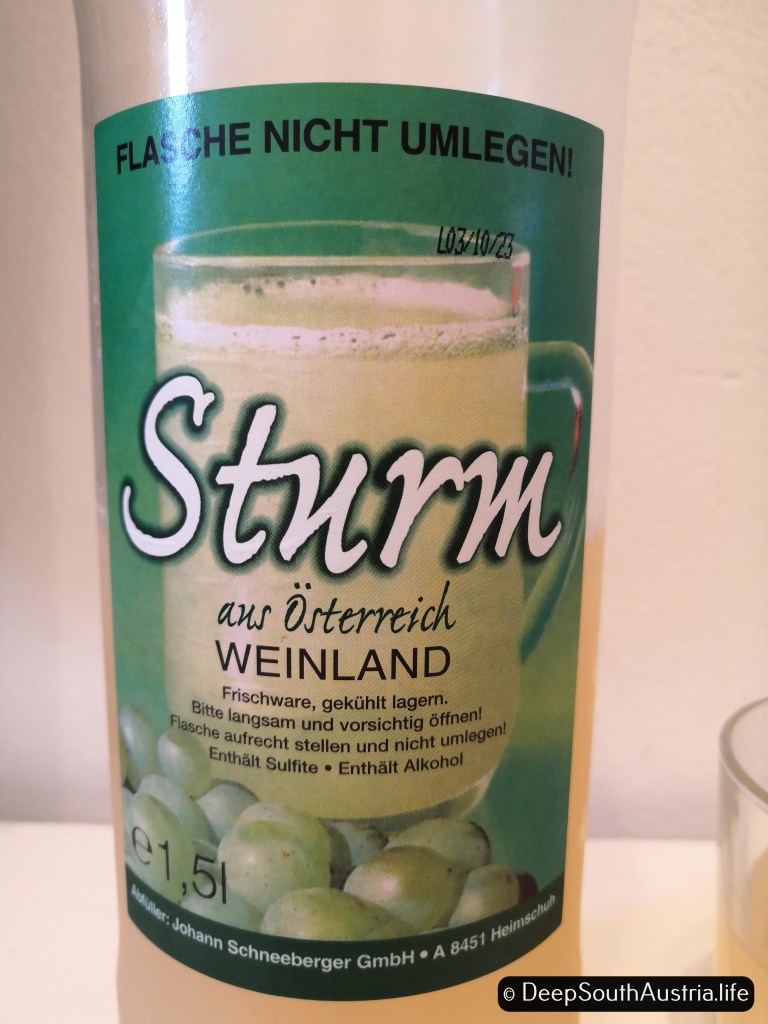 FLASCHE NICHT UMLEGEN!
L03/10/23
Sturm
aus Österreich
WEINLAND
Frischware, gekühlt lagern.
Bitte langsam und vorsichtig öffnen!
Flasche aufrecht stellen und nicht umlegen!
Enthält Sulfite • Enthält Alkohol
e1,5l
Abfüller: Johann Schneeberger GmbH • A 8451 Heimschuh
© DeepSouthAustria.life